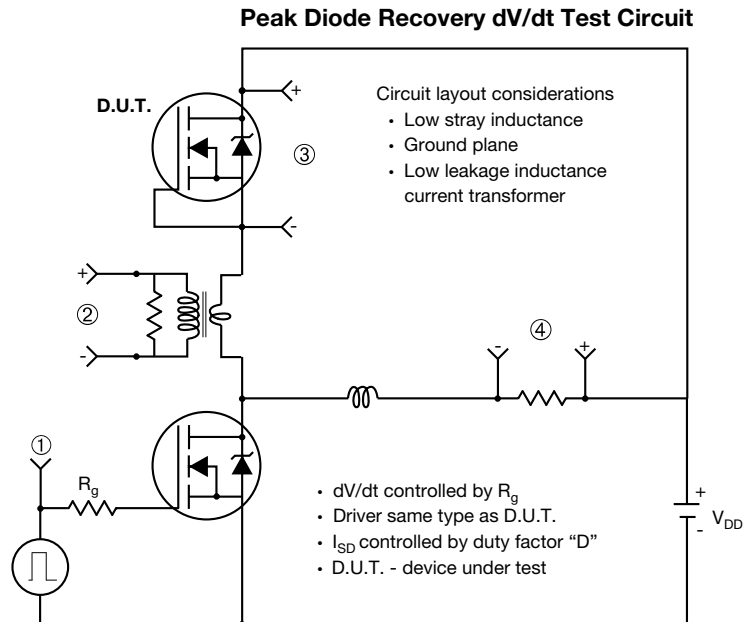 Peak Diode Recovery dV/dt Test Circuit
D.U.T.
+
Circuit layout considerations
• Low stray inductance
• Ground plane
• Low leakage inductance
current transformer
③
-
+
②
-
④
-
+
①
Rg
• dV/dt controlled by Rg
• Driver same type as D.U.T.
• ISD controlled by duty factor “D”
• D.U.T. - device under test
+
VDD
-